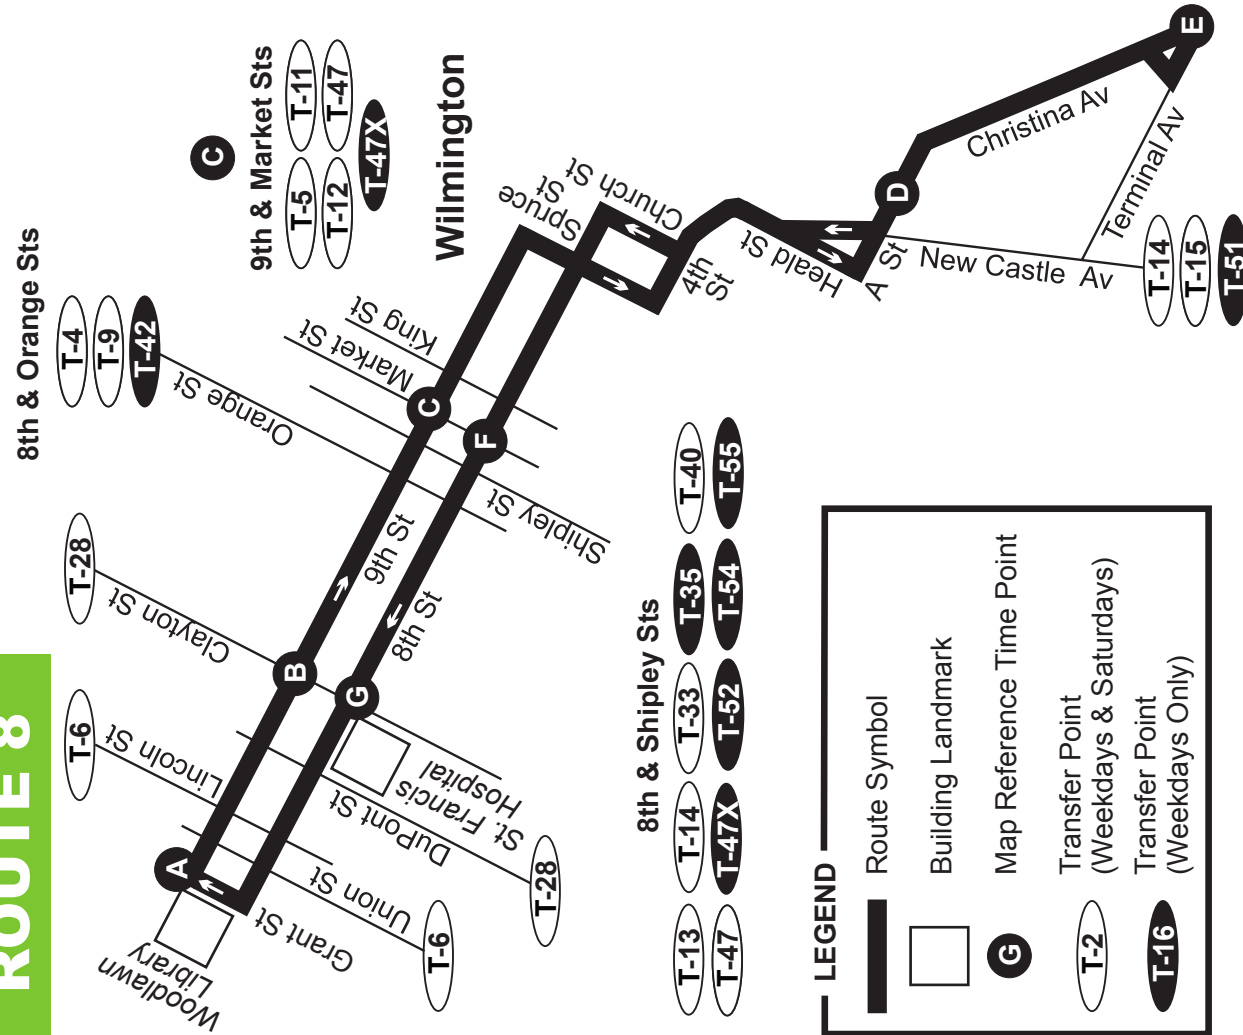 ROUTE 8
8th & Orange Sts
T-4
T-9
T-42
C
9th & Market Sts
T-5
T-11
T-12
T-47
T-47X
Wilmington
T-28
T-6
Orange St
Clayton St
Lincoln St
Market St
King St
Spruce
St
Church St
4th
St
Heald St
A St
New Castle Av
Christina Av
Terminal Av
T-14
T-15
T-51
A
B
C
D
E
F
G
9th St
8th St
Shipley St
Woodlawn
Library
Grant St
Union St
DuPont St
St. Francis
Hospital
T-6
T-28
8th & Shipley Sts
T-13
T-14
T-33
T-35
T-40
T-47
T-47X
T-52
T-54
T-55
LEGEND
Route Symbol
Building Landmark
G
Map Reference Time Point
T-2
Transfer Point
(Weekdays & Saturdays)
T-16
Transfer Point
(Weekdays Only)